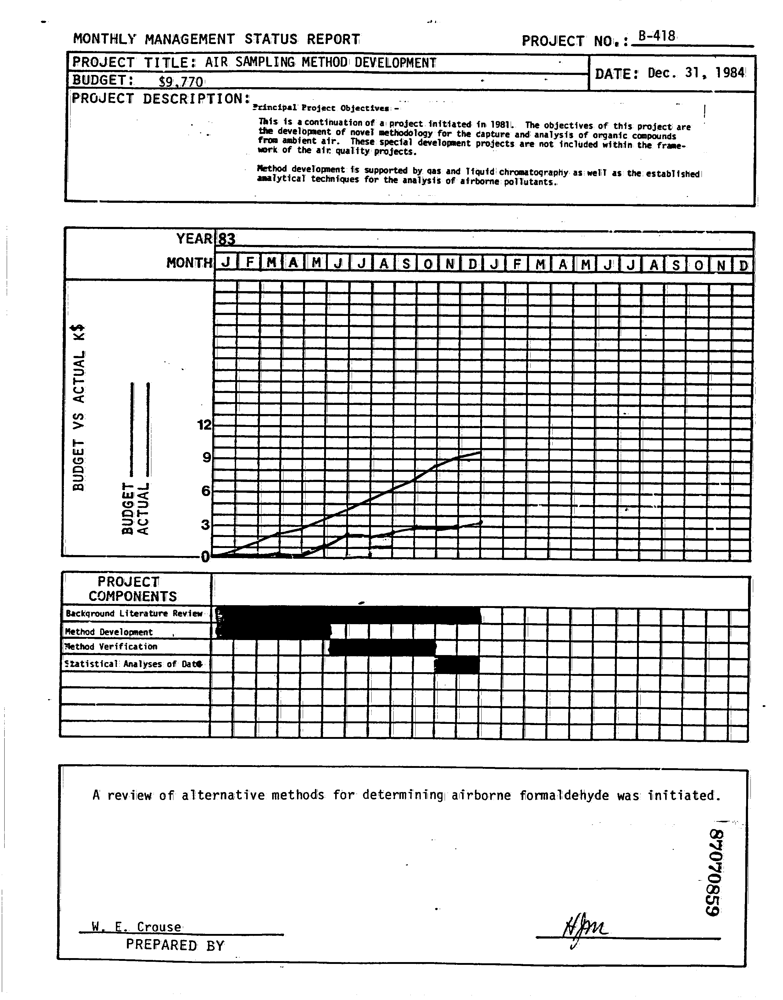 MONTHLY MANAGEMENT STATUS REPORT
PROJECT NO.: B-418
PROJECT TITLE: AIR SAMPLING METHOD DEVELOPMENT
BUDGET: $9,770
DATE: Dec. 31, 1984
PROJECT DESCRIPTION:
Principal Project Objectives -
This is a continuation of a project initiated in 1981. The objectives of this project are
the development of novel methodology for the capture and analysis of organic compounds
from ambient air. These special development projects are not included within the frame-
work of the air quality projects.
Method development is supported by gas and liquid chromatography as well as the established
analytical techniques for the analysis of airborne pollutants.
YEAR 83
MONTH J F M A M J J A S O N D J F M A M J J A S O N D
BUDGET VS ACTUAL K$
BUDGET
ACTUAL
12
9
6
3
0
PROJECT
COMPONENTS
Background Literature Review
Method Development
Method Verification
Statistical Analyses of Data
A review of alternative methods for determining airborne formaldehyde was initiated.
87070859
W. E. Crouse
PREPARED BY